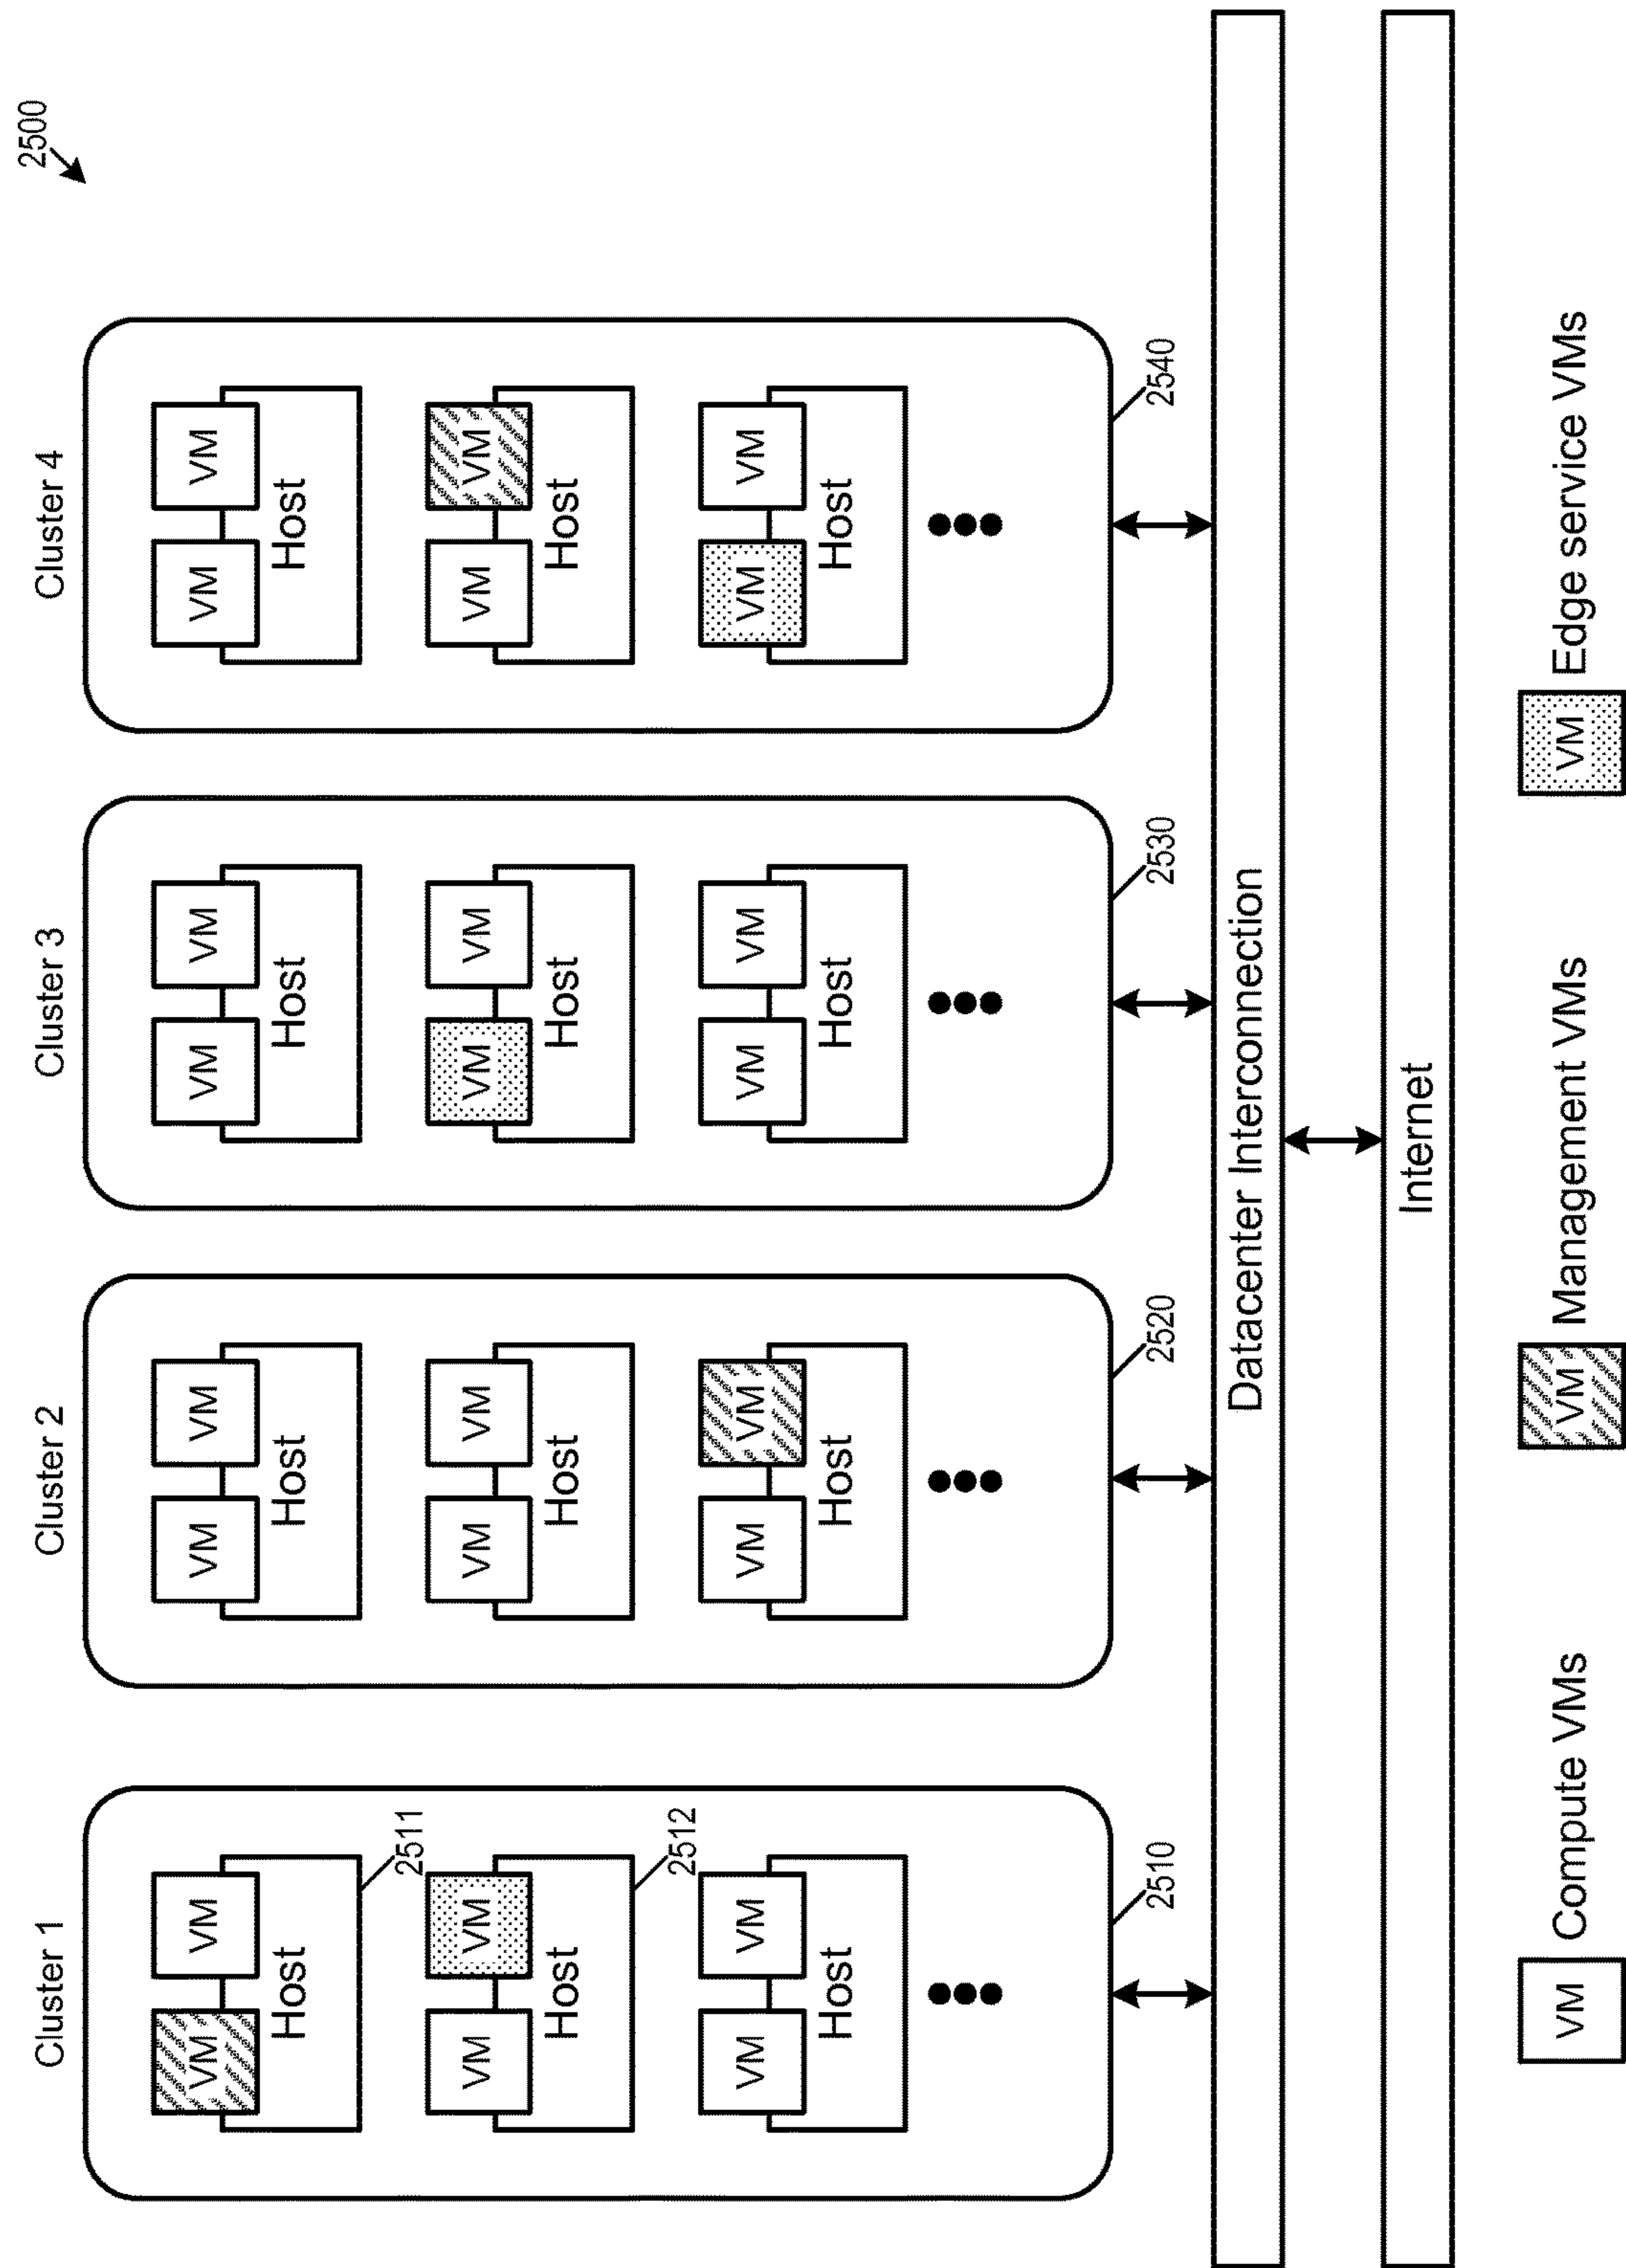 2500
Cluster 1
Cluster 2
Cluster 3
Cluster 4
VM
VM
VM
VM
VM
VM
VM
VM
Host
Host
Host
Host
2511
VM
VM
VM
VM
VM
VM
VM
VM
Host
Host
Host
Host
2512
VM
VM
VM
VM
VM
VM
VM
VM
Host
Host
Host
Host
2510
2520
2530
2540
Datacenter Interconnection
Internet
VM Compute VMs
VM Management VMs
VM Edge service VMs